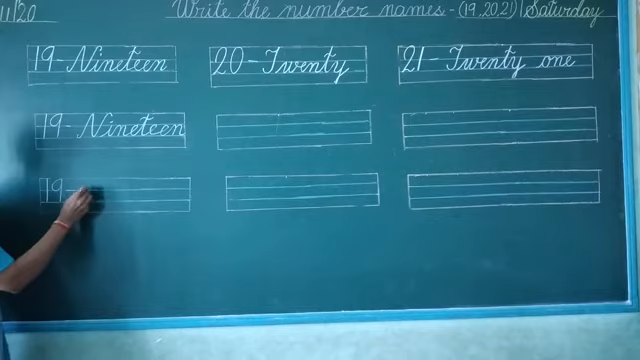 11/20 Write the number names - (19,20,21) | Saturday
19 - Nineteen 20 - Twenty 21 - Twenty one
19 - Nineteen
19 -